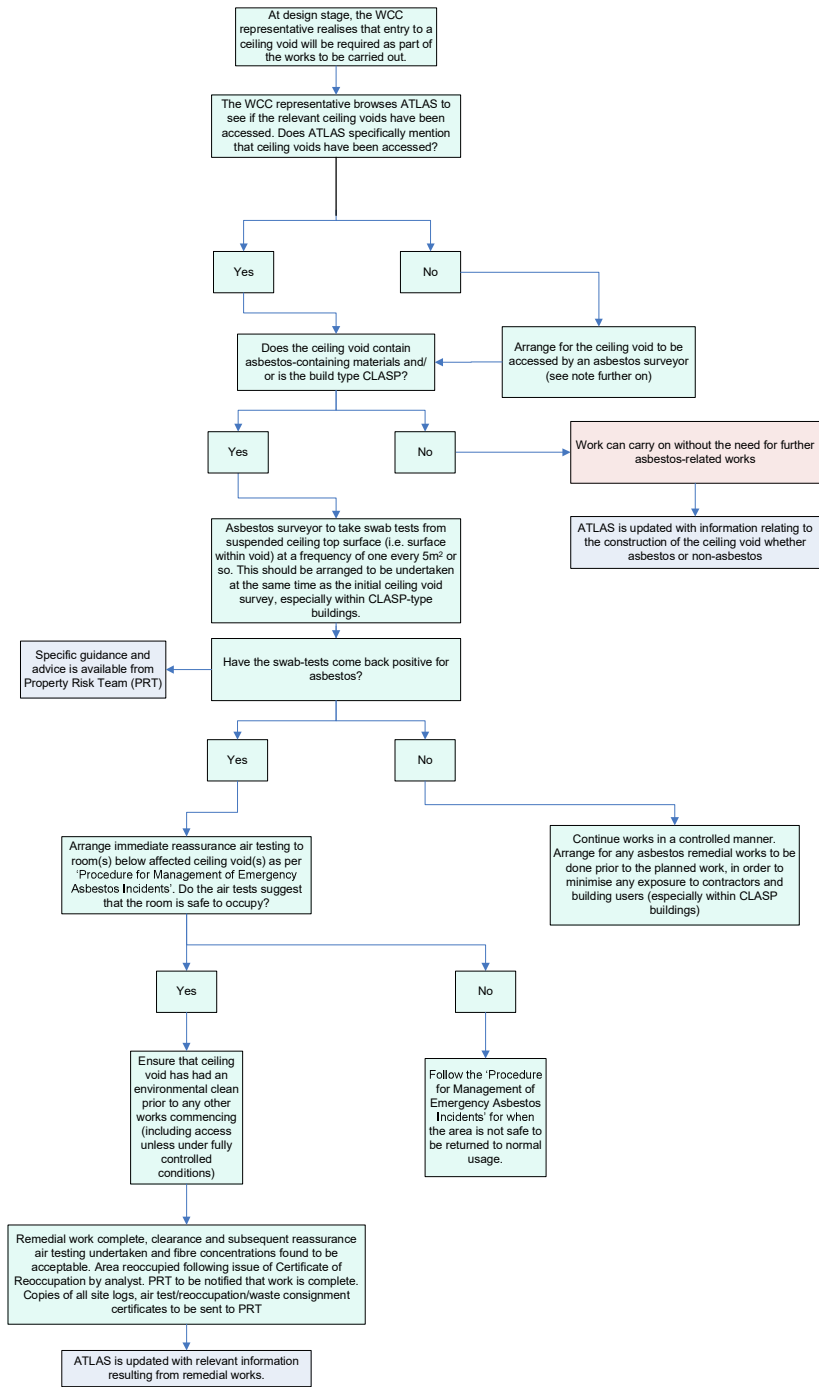 At design stage, the WCC
representative realises that entry to a
ceiling void will be required as part of
the works to be carried out.
The WCC representative browses ATLAS to
see if the relevant ceiling voids have been
accessed. Does ATLAS specifically mention
that ceiling voids have been accessed?
Yes
No
Does the ceiling void contain
asbestos-containing materials and/
or is the build type CLASP?
Arrange for the ceiling void to be
accessed by an asbestos surveyor
(see note further on)
Yes
No
Work can carry on without the need for further
asbestos-related works
ATLAS is updated with information relating to
the construction of the ceiling void whether
asbestos or non-asbestos
Asbestos surveyor to take swab tests from
suspended ceiling top surface (i.e. surface
within void) at a frequency of one every 5m² or
so. This should be arranged to be undertaken
at the same time as the initial ceiling void
survey, especially within CLASP-type
buildings.
Specific guidance and
advice is available from
Property Risk Team (PRT)
Have the swab-tests come back positive for
asbestos?
Yes
No
Arrange immediate reassurance air testing to
room(s) below affected ceiling void(s) as per
‘Procedure for Management of Emergency
Asbestos Incidents’. Do the air tests suggest
that the room is safe to occupy?
Continue works in a controlled manner.
Arrange for any asbestos remedial works to be
done prior to the planned work, in order to
minimise any exposure to contractors and
building users (especially within CLASP
buildings)
Yes
No
Ensure that ceiling
void has had an
environmental clean
prior to any other
works commencing
(including access
unless under fully
controlled
conditions)
Follow the ‘Procedure
for Management of
Emergency Asbestos
Incidents’ for when
the area is not safe to
be returned to normal
usage.
Remedial work complete, clearance and subsequent reassurance
air testing undertaken and fibre concentrations found to be
acceptable. Area reoccupied following issue of Certificate of
Reoccupation by analyst. PRT to be notified that work is complete.
Copies of all site logs, air test/reoccupation/waste consignment
certificates to be sent to PRT
ATLAS is updated with relevant information
resulting from remedial works.